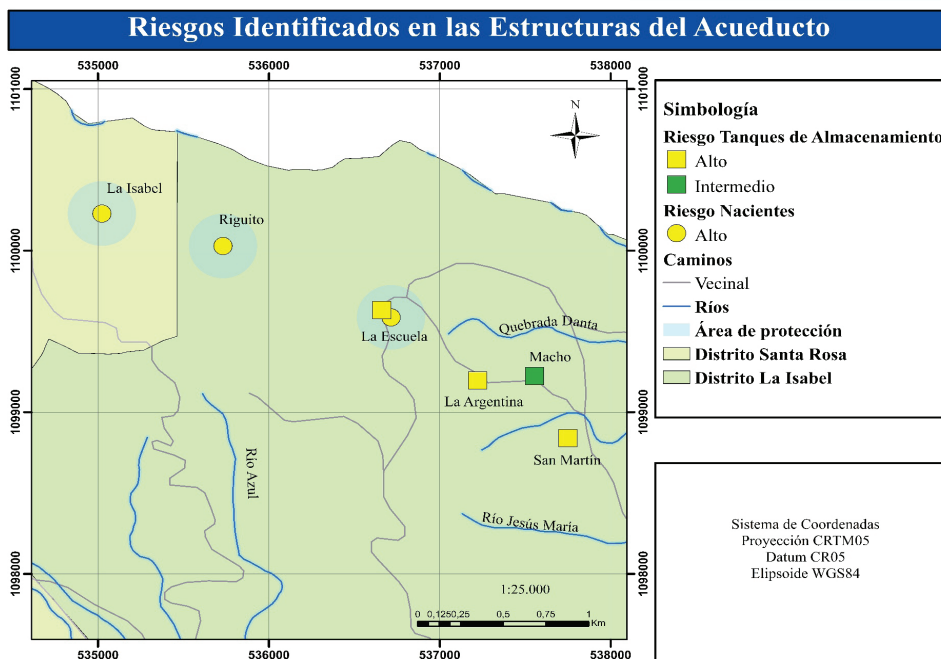 Riesgos Identificados en las Estructuras del Acueducto
535000 536000 537000 538000
1101000
1101000
N
La Isabel
Riguito
1100000
1100000
La Escuela
Quebrada Danta
Macho
La Argentina
1099000
1099000
San Martín
Río Azul
Río Jesús María
1098000
1098000
1:25.000
0 0,1250,25 0,5 0,75 1
Km
535000 536000 537000 538000
Simbología
Riesgo Tanques de Almacenamiento
Alto
Intermedio
Riesgo Nacientes
Alto
Caminos
Vecinal
Ríos
Área de protección
Distrito Santa Rosa
Distrito La Isabel
Sistema de Coordenadas
Proyección CRTM05
Datum CR05
Elipsoide WGS84